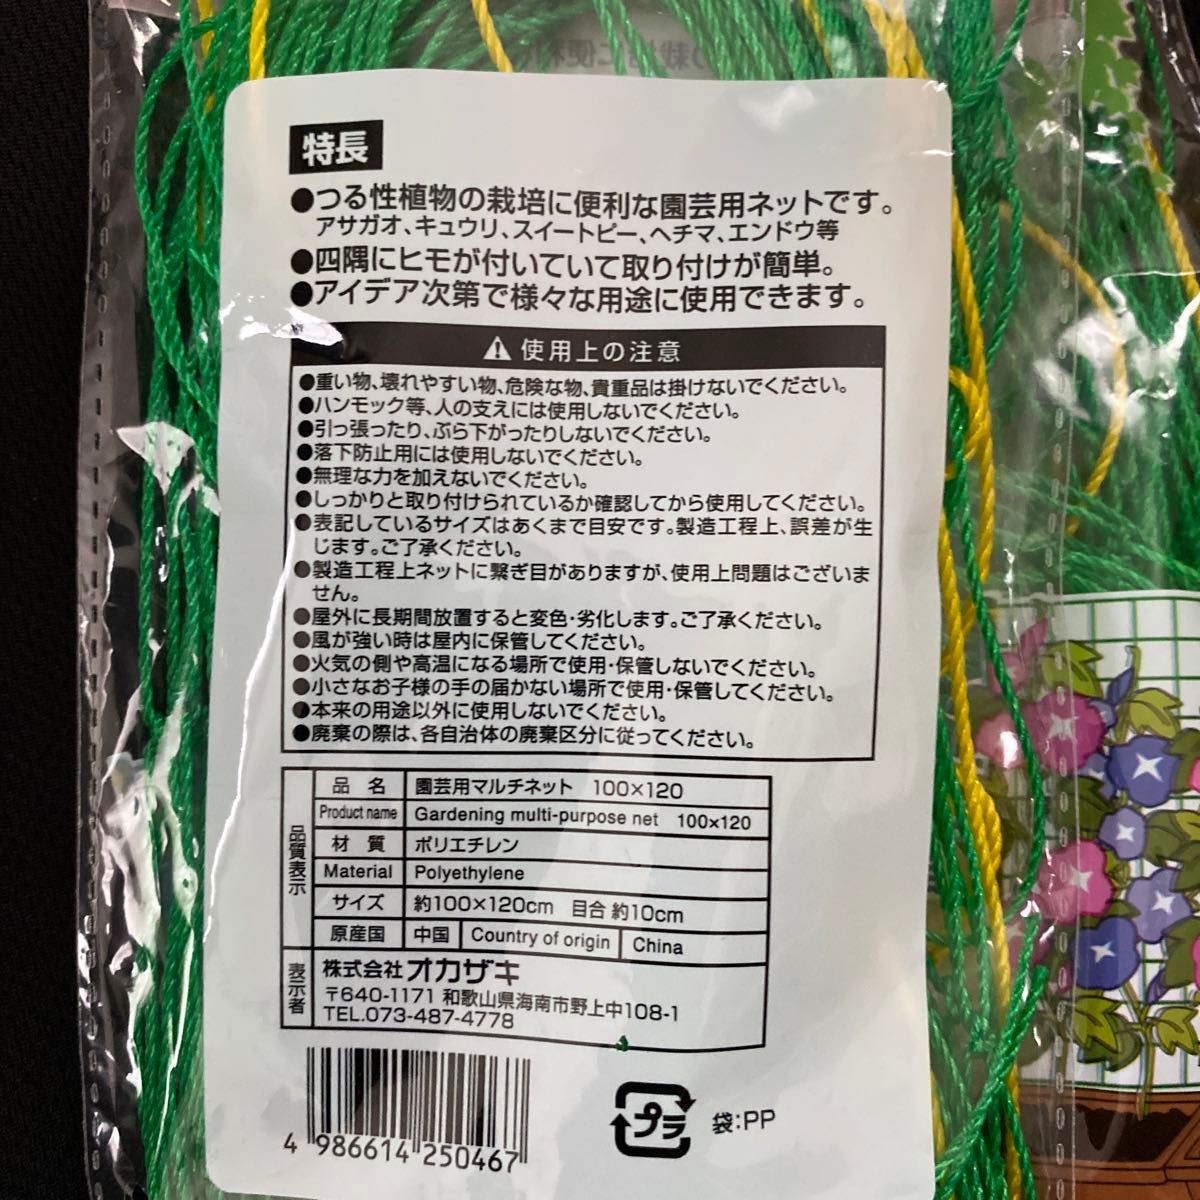 特長
●つる性植物の栽培に便利な園芸用ネットです。
アサガオ、キュウリ、スイートピー、ヘチマ、エンドウ等
●四隅にヒモが付いていて取り付けが簡単。
●アイデア次第で様々な用途に使用できます。
⚠使用上の注意
●重い物、壊れやすい物、危険な物、貴重品は掛けないでください。
●ハンモック等、人の支えには使用しないでください。
●引っ張ったり、ぶら下がったりしないでください。
●落下防止用には使用しないでください。
●無理な力を加えないでください。
●しっかりと取り付けられているか確認してから使用してください。
●表記しているサイズはあくまで目安です。製造工程上、誤差が生
じます。ご了承ください。
●製造工程上ネットに繋ぎ目がありますが、使用上問題はございま
せん。
●屋外に長期間放置すると変色・劣化します。ご了承ください。
●風が強い時は屋内に保管してください。
●火気の側や高温になる場所で使用・保管しないでください。
●小さなお子様の手の届かない場所で使用・保管してください。
●本来の用途以外に使用しないでください。
●廃棄の際は、各自治体の廃棄区分に従ってください。
品質表示
品 名 園芸用マルチネット 100×120
Product name Gardening multi-purpose net 100×120
材 質 ポリエチレン
Material Polyethylene
サイズ 約100×120cm 目合 約10cm
原産国 中国 Country of origin China
表示者
株式会社オカザキ
〒640-1171 和歌山県海南市野上中108-1
TEL.073-487-4778
4 986614 250467
プラ 袋:PP